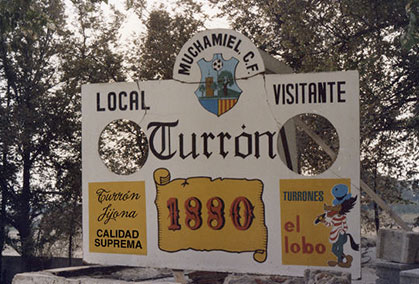 MUCHAMIEL, C.F.
LOCAL
VISITANTE
Turrón
Turrón
Jijona
CALIDAD
SUPREMA
1880
TURRONES
el
lobo